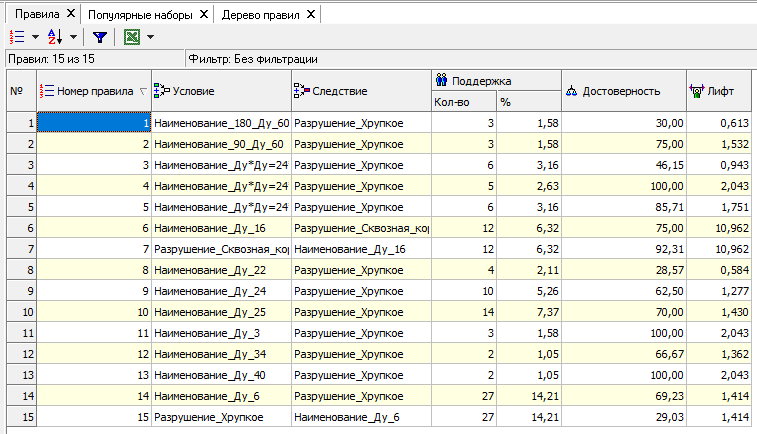 Правила X Популярные наборы X Дерево правил X
Правил: 15 из 15 Фильтр: Без фильтрации
№ Номер правила Условие Следствие Поддержка Достоверность Лифт
Кол-во %
1 1 Наименование_180_Ду_60 Разрушение_Хрупкое 3 1,58 30,00 0,613
2 2 Наименование_90_Ду_60 Разрушение_Хрупкое 3 1,58 75,00 1,532
3 3 Наименование_Ду*Ду=24 Разрушение_Хрупкое 6 3,16 46,15 0,943
4 4 Наименование_Ду*Ду=24 Разрушение_Хрупкое 5 2,63 100,00 2,043
5 5 Наименование_Ду*Ду=24 Разрушение_Хрупкое 6 3,16 85,71 1,751
6 6 Наименование_Ду_16 Разрушение_Сквозная_кор 12 6,32 75,00 10,962
7 7 Разрушение_Сквозная_кор Наименование_Ду_16 12 6,32 92,31 10,962
8 8 Наименование_Ду_22 Разрушение_Хрупкое 4 2,11 28,57 0,584
9 9 Наименование_Ду_24 Разрушение_Хрупкое 10 5,26 62,50 1,277
10 10 Наименование_Ду_25 Разрушение_Хрупкое 14 7,37 70,00 1,430
11 11 Наименование_Ду_3 Разрушение_Хрупкое 3 1,58 100,00 2,043
12 12 Наименование_Ду_34 Разрушение_Хрупкое 2 1,05 66,67 1,362
13 13 Наименование_Ду_40 Разрушение_Хрупкое 2 1,05 100,00 2,043
14 14 Наименование_Ду_6 Разрушение_Хрупкое 27 14,21 69,23 1,414
15 15 Разрушение_Хрупкое Наименование_Ду_6 27 14,21 29,03 1,414